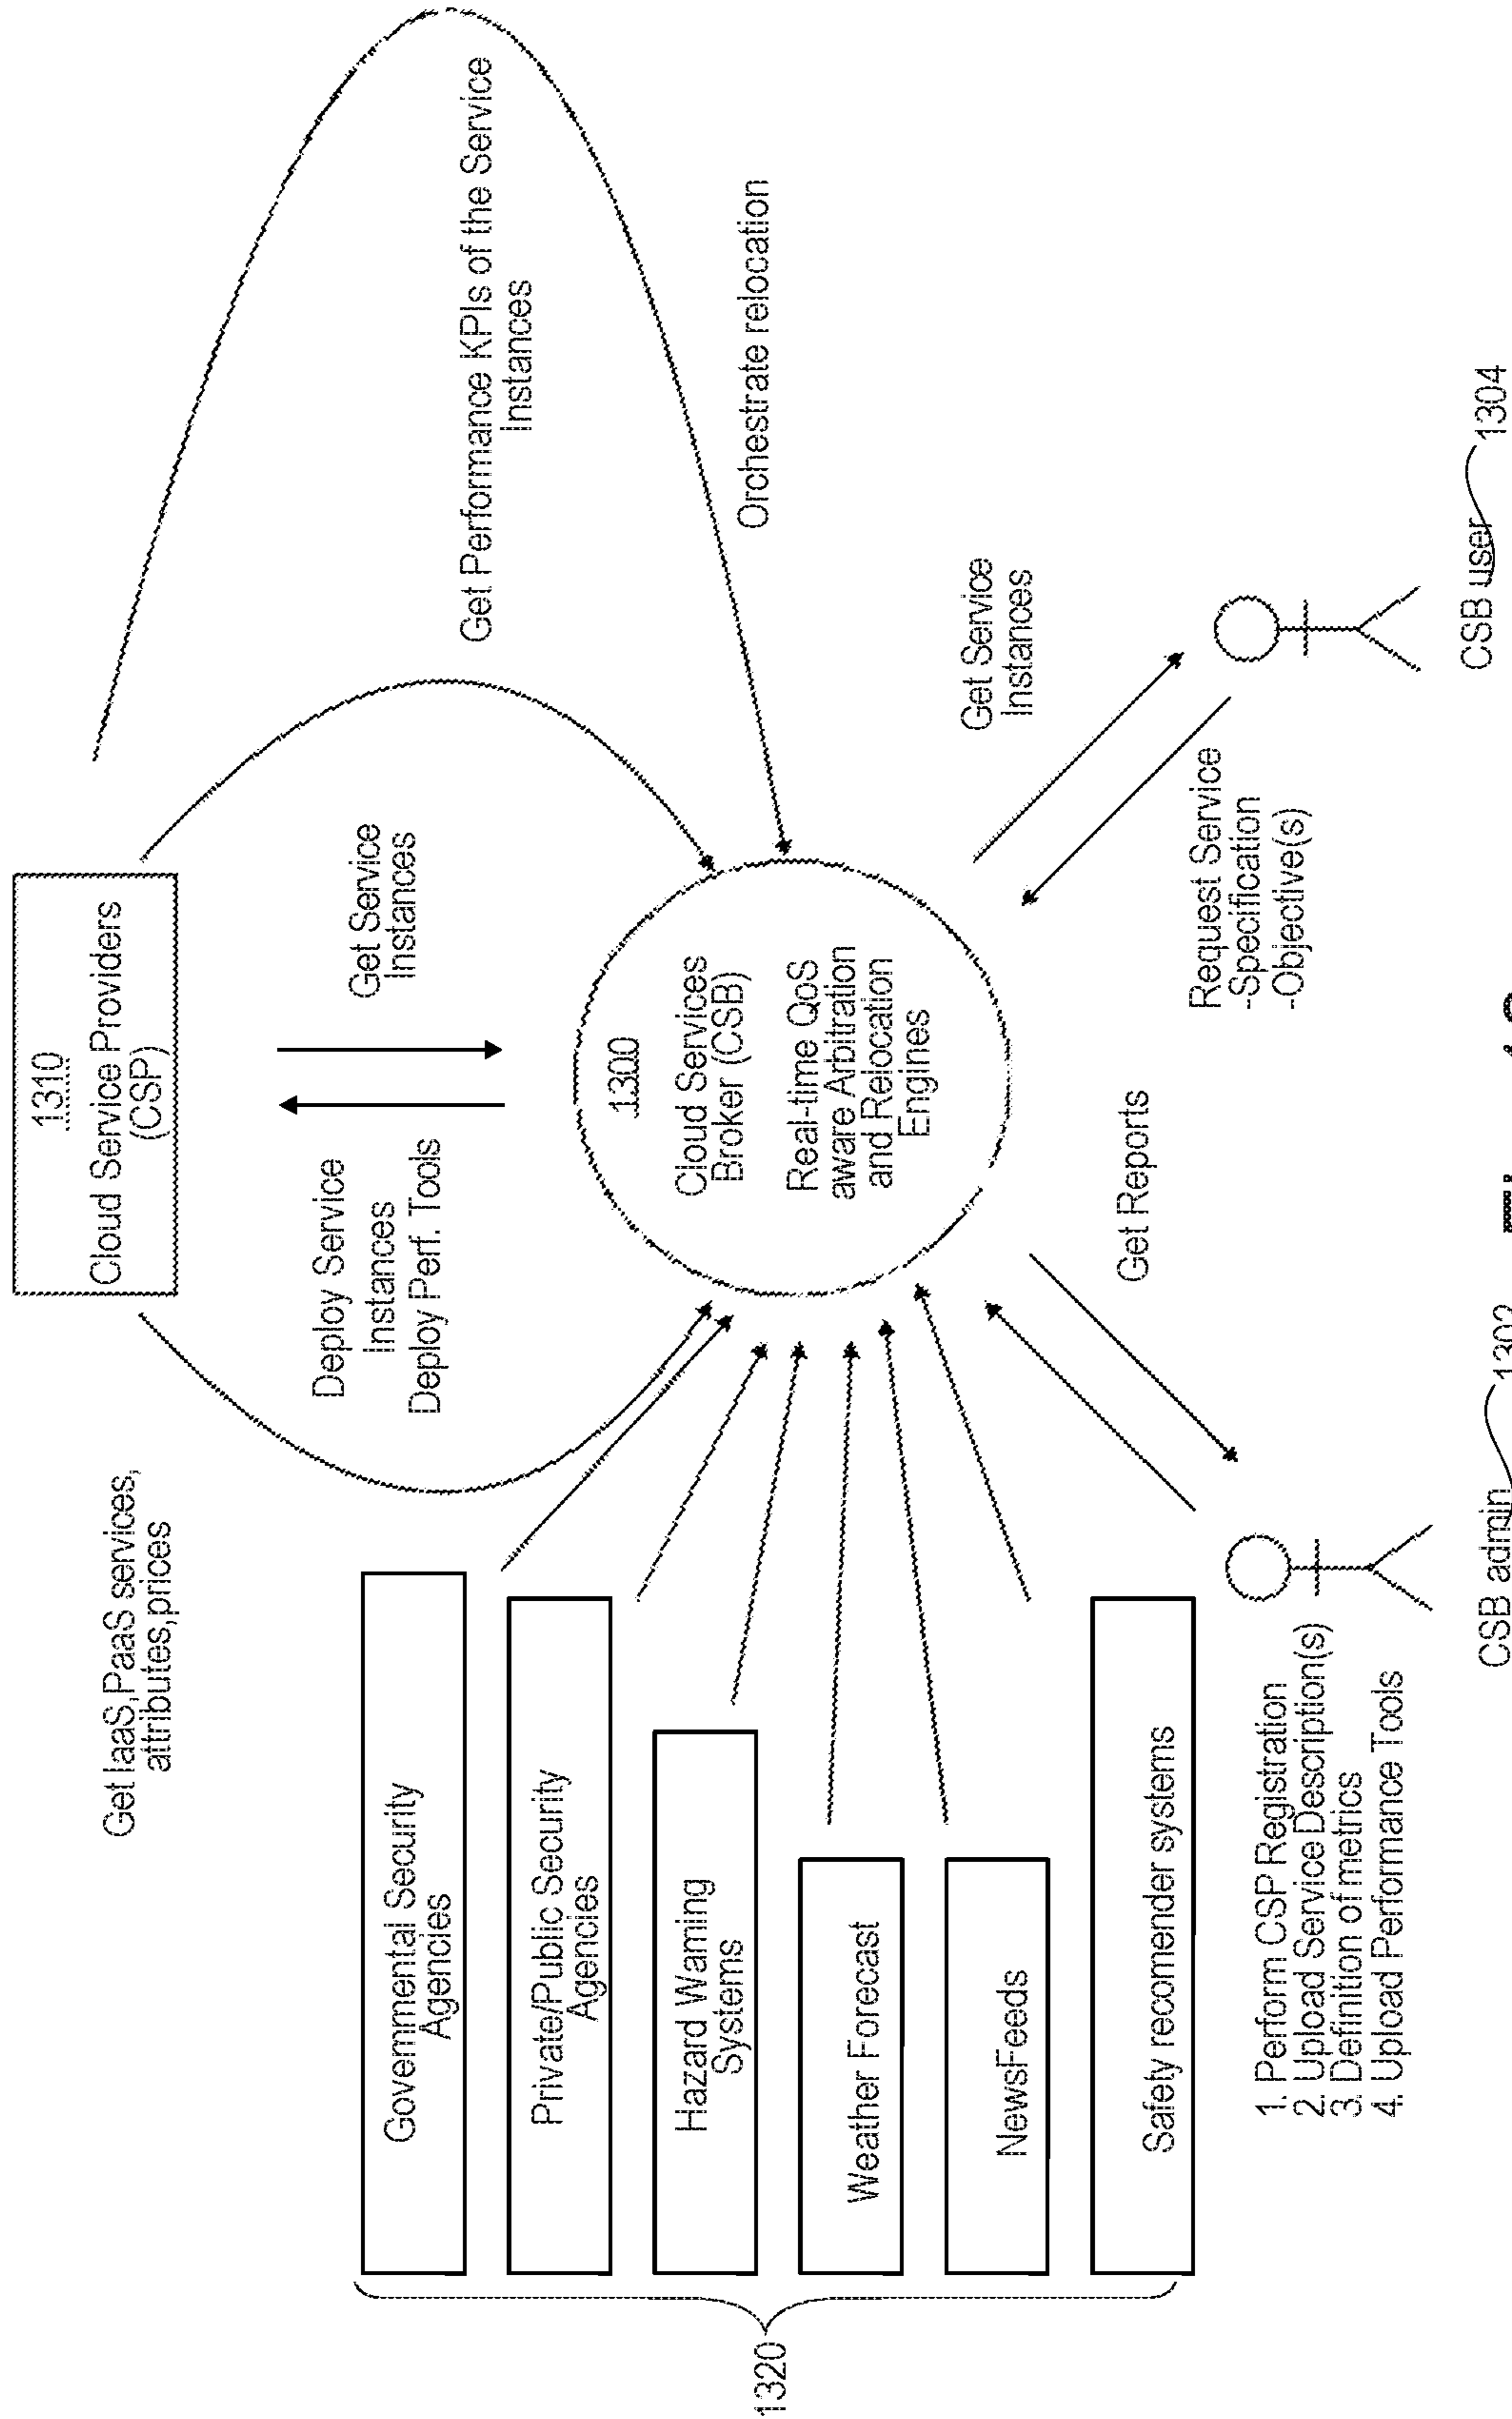 1310
Cloud Service Providers
(CSP)
Get IaaS,PaaS services,
attributes,prices
Deploy Service
Instances
Deploy Perf. Tools
Get Service
Instances
Get Performance KPIs of the Service
Instances
Orchestrate relocation
1300
Cloud Services
Broker (CSB)
Real-time QoS
aware Arbitration
and Relocation
Engines
1320
Governmental Security
Agencies
Private/Public Security
Agencies
Hazard Warning
Systems
Weather Forecast
NewsFeeds
Safety recomender systems
Get Reports
Request Service
-Specification
-Objective(s)
Get Service
Instances
1. Perform CSP Registration
2. Upload Service Description(s)
3. Definition of metrics
4. Upload Performance Tools
CSB admin
1302
CSB user
1304